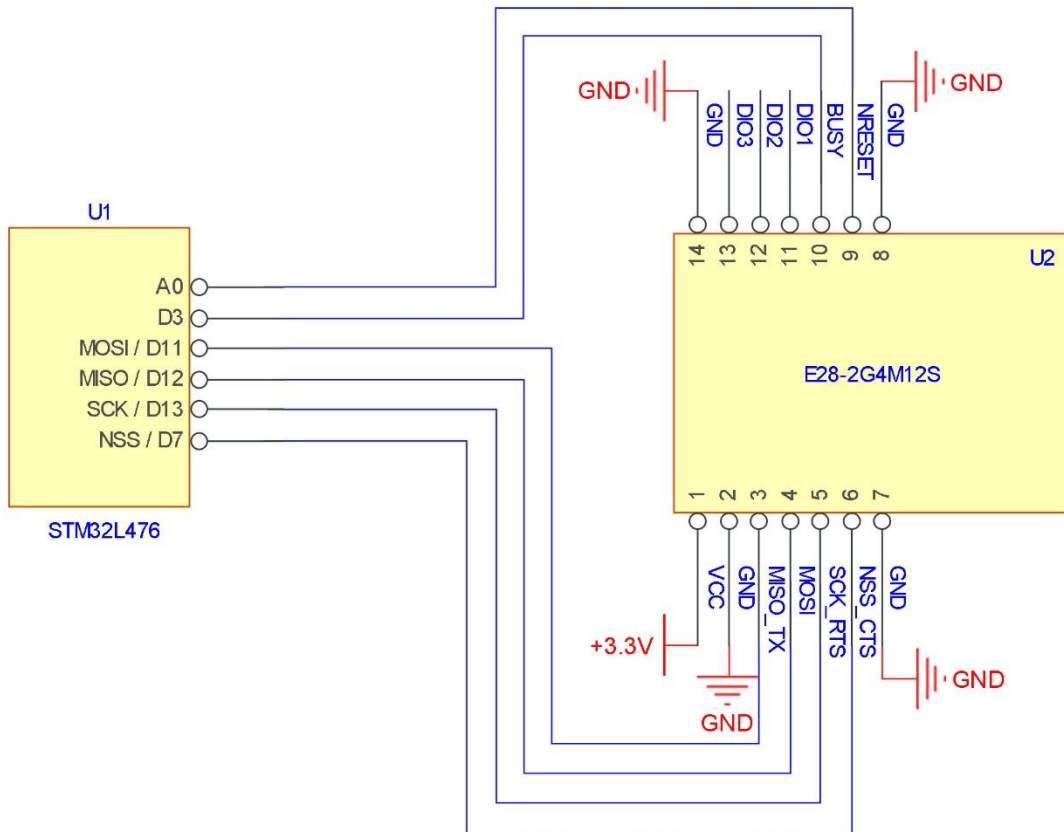 U1
A0
D3
MOSI / D11
MISO / D12
SCK / D13
NSS / D7
STM32L476
GND
GND
DIO3
DIO2
DIO1
BUSY
NRESET
GND
GND
14
13
12
11
10
9
8
U2
E28-2G4M12S
1
2
3
4
5
6
7
VCC
GND
MISO_TX
MOSI
SCK_RTS
NSS_CTS
GND
+3.3V
GND
GND